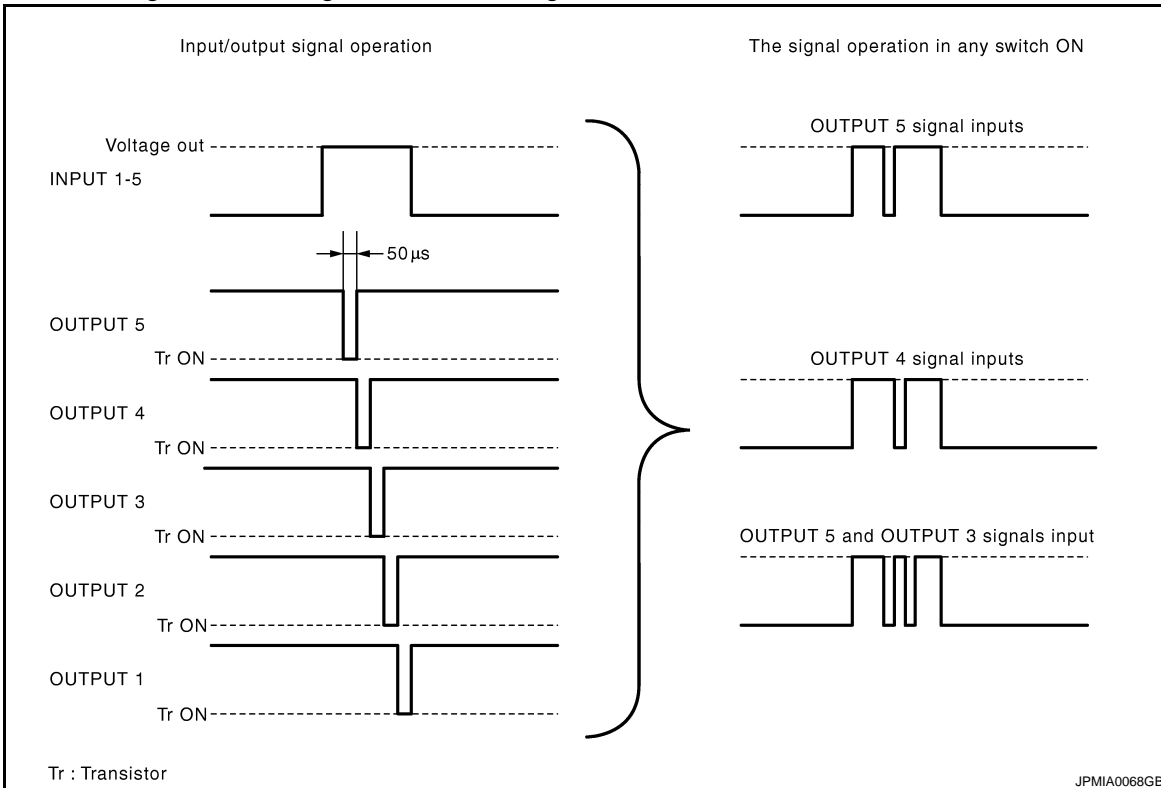 Input/output signal operation
The signal operation in any switch ON
Voltage out
INPUT 1-5
50 µs
OUTPUT 5
Tr ON
OUTPUT 4
Tr ON
OUTPUT 3
Tr ON
OUTPUT 2
Tr ON
OUTPUT 1
Tr ON
OUTPUT 5 signal inputs
OUTPUT 4 signal inputs
OUTPUT 5 and OUTPUT 3 signals input
Tr : Transistor
JPMIA0068GB